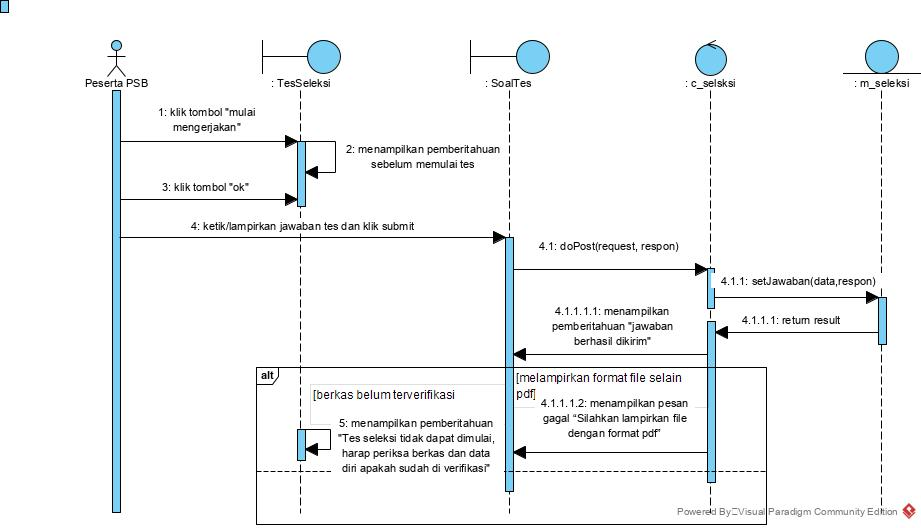 Peserta PSB
: TesSeleksi
: SoalTes
: c_selsksi
: m_seleksi
1: klik tombol "mulai
mengerjakan"
2: menampilkan pemberitahuan
sebelum memulai tes
3: klik tombol "ok"
4: ketik/lampirkan jawaban tes dan klik submit
4.1: doPost(request, respon)
4.1.1: setJawaban(data,respon)
4.1.1.1: return result
4.1.1.1.1: menampilkan
pemberitahuan "jawaban
berhasil dikirim"
alt
[berkas belum terverifikasi
[melampirkan format file selain
pdf]
4.1.1.1.2: menampilkan pesan
gagal “Silahkan lampirkan file
dengan format pdf”
5: menampilkan pemberitahuan
"Tes seleksi tidak dapat dimulai,
harap periksa berkas dan data
diri apakah sudah di verifikasi"
Powered By Visual Paradigm Community Edition